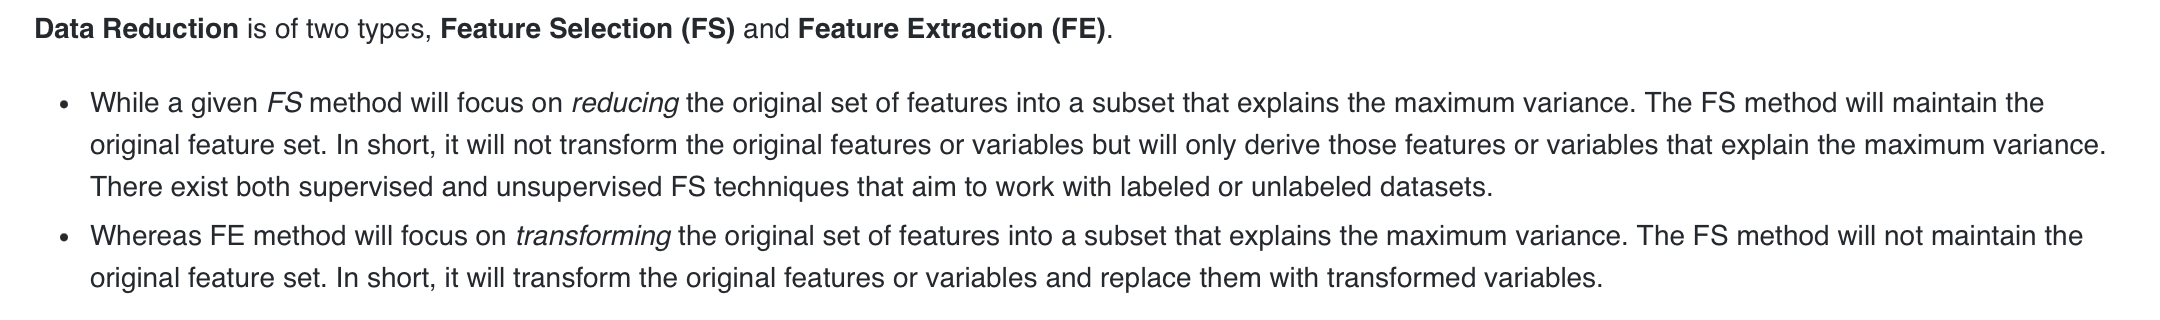 Data Reduction is of two types, Feature Selection (FS) and Feature Extraction (FE).
• While a given FS method will focus on reducing the original set of features into a subset that explains the maximum variance. The FS method will maintain the
original feature set. In short, it will not transform the original features or variables but will only derive those features or variables that explain the maximum variance.
There exist both supervised and unsupervised FS techniques that aim to work with labeled or unlabeled datasets.
• Whereas FE method will focus on transforming the original set of features into a subset that explains the maximum variance. The FS method will not maintain the
original feature set. In short, it will transform the original features or variables and replace them with transformed variables.